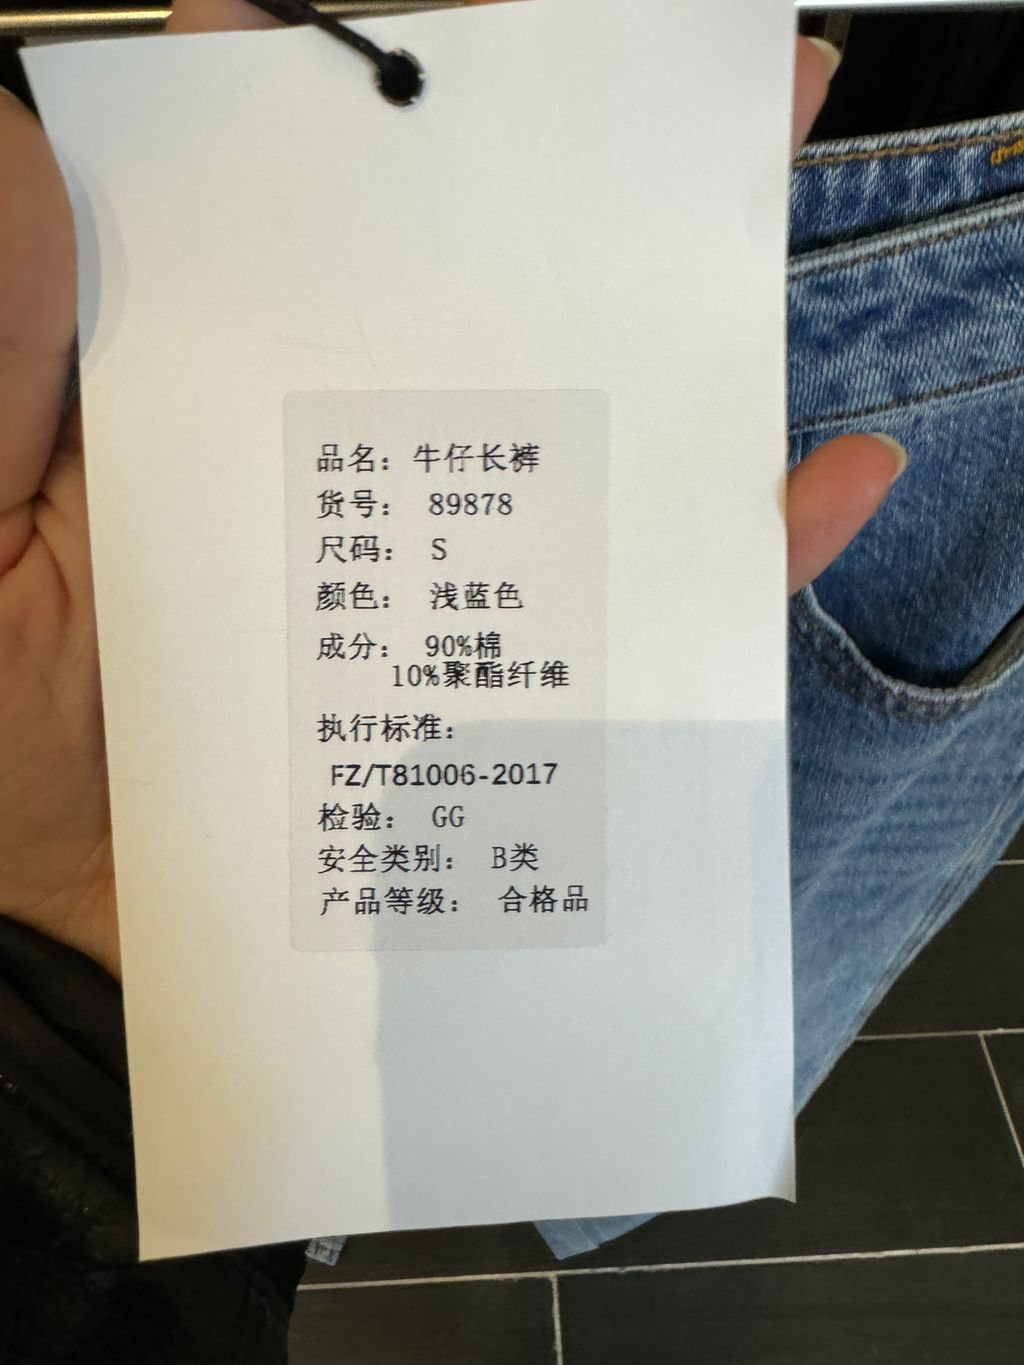 品名：牛仔长裤
货号： 89878
尺码： S
颜色： 浅蓝色
成分： 90%棉
10%聚酯纤维
执行标准：
FZ/T81006-2017
检验： GG
安全类别： B类
产品等级： 合格品